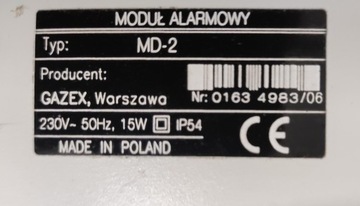 MODUŁ ALARMOWY
Typ: MD-2
Producent:
GAZEX, Warszawa Nr: 0163 4983/06
230V~ 50Hz, 15W IP54
MADE IN POLAND CE